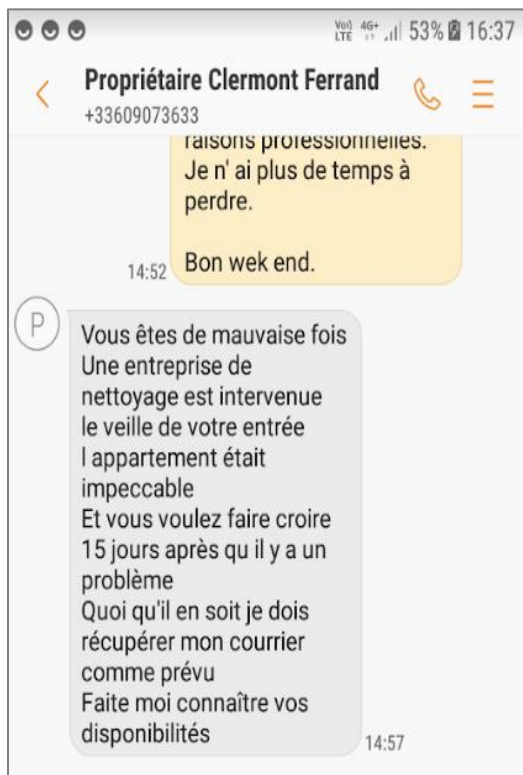 Voı) LTE 4G+ 53% 16:37
Propriétaire Clermont Ferrand
+33609073633
raisons professionnelles.
Je n' ai plus de temps à
perdre.
Bon wek end.
14:52
P
Vous êtes de mauvaise fois
Une entreprise de
nettoyage est intervenue
le veille de votre entrée
l appartement était
impeccable
Et vous voulez faire croire
15 jours après qu il y a un
problème
Quoi qu'il en soit je dois
récupérer mon courrier
comme prévu
Faite moi connaître vos
disponibilités
14:57